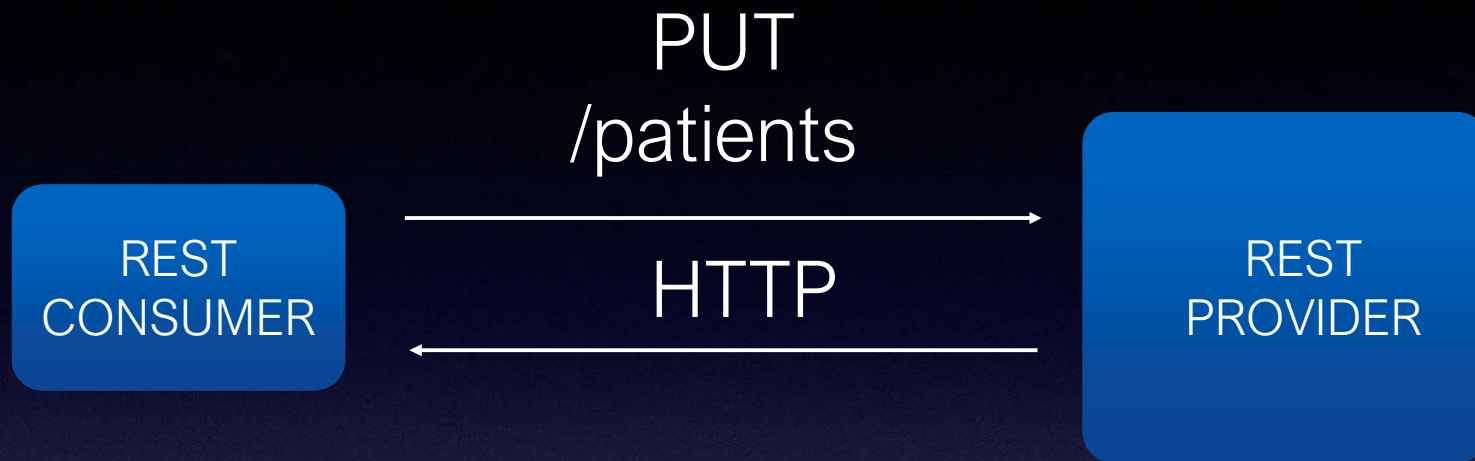 PUT
/patients
REST
CONSUMER
HTTP
REST
PROVIDER